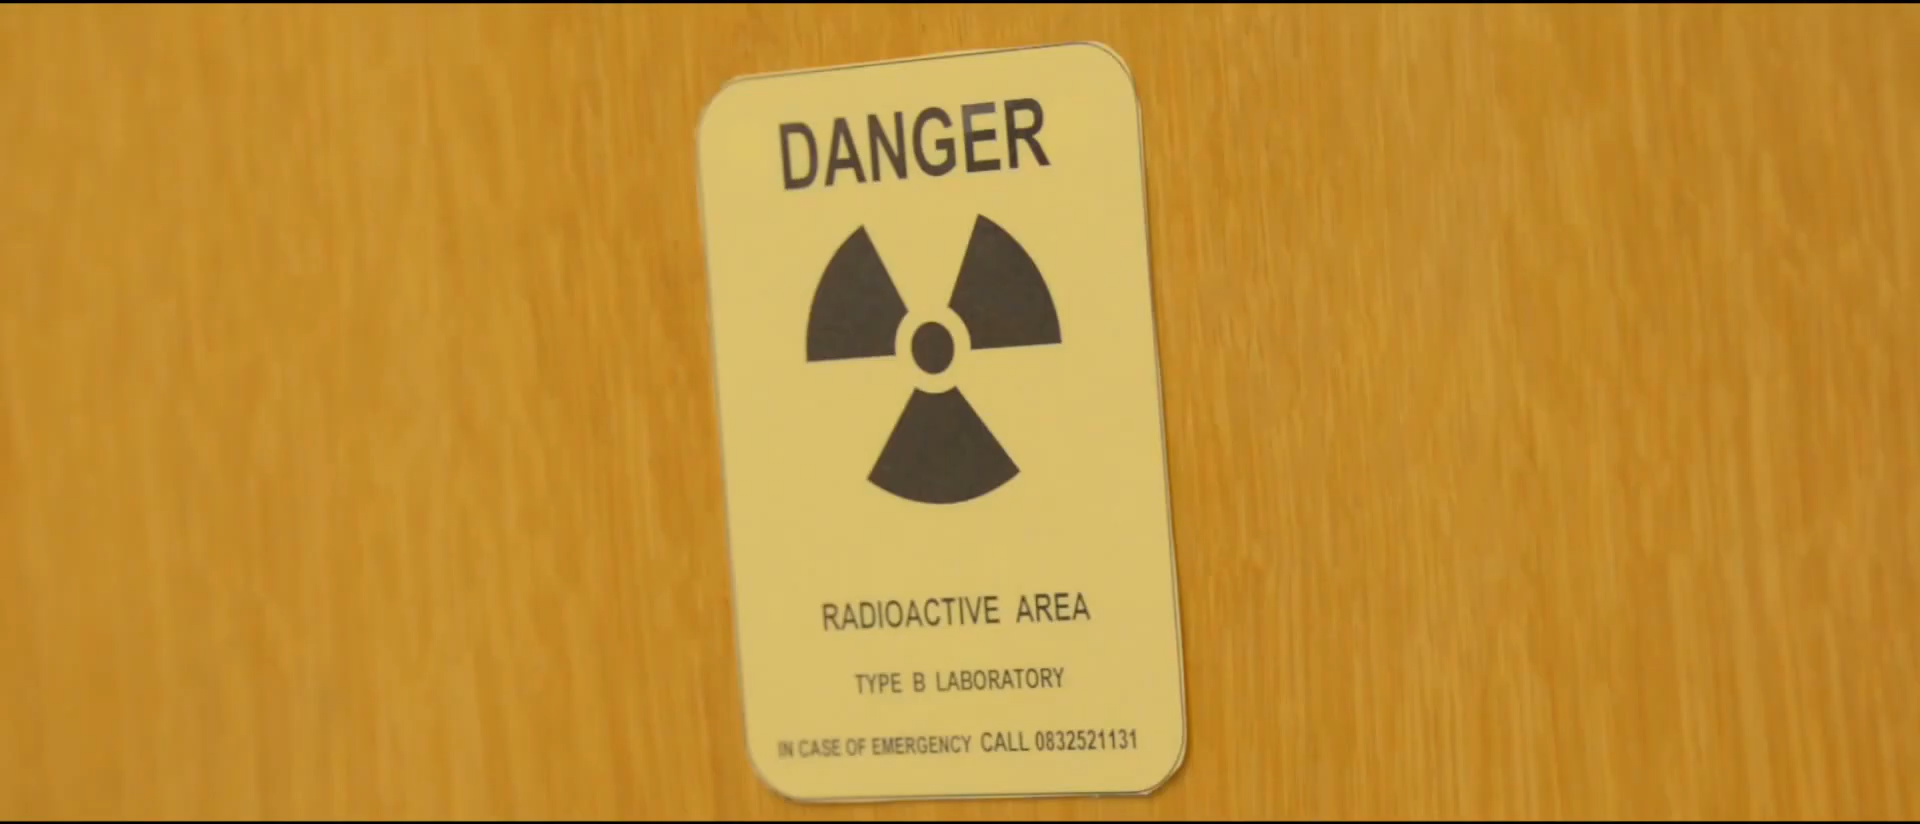 DANGER
RADIOACTIVE AREA
TYPE B LABORATORY
IN CASE OF EMERGENCY CALL 0832521131